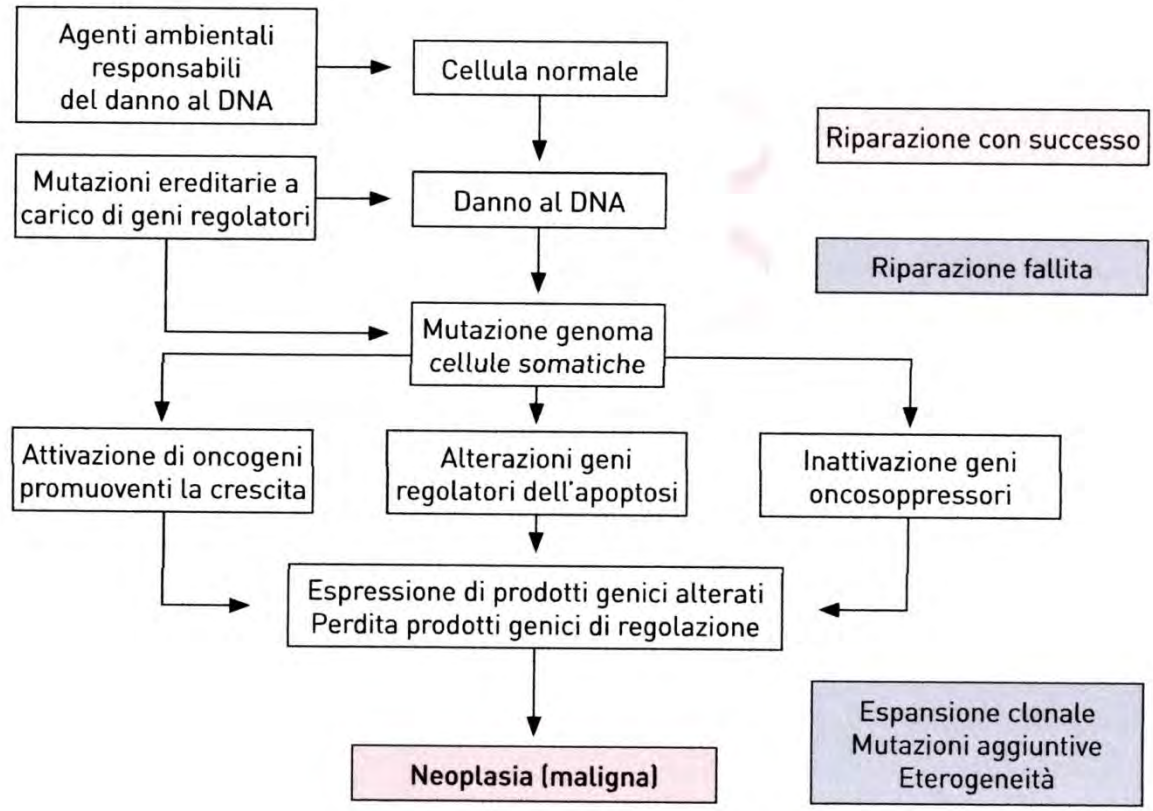 Agenti ambientali
responsabili
del danno al DNA
Cellula normale
Riparazione con successo
Mutazioni ereditarie a
carico di geni regolatori
Danno al DNA
Riparazione fallita
Mutazione genoma
cellule somatiche
Attivazione di oncogeni
promuoventi la crescita
Alterazioni geni
regolatori dell'apoptosi
Inattivazione geni
oncosoppressori
Espressione di prodotti genici alterati
Perdita prodotti genici di regolazione
Espansione clonale
Mutazioni aggiuntive
Eterogeneità
Neoplasia (maligna)